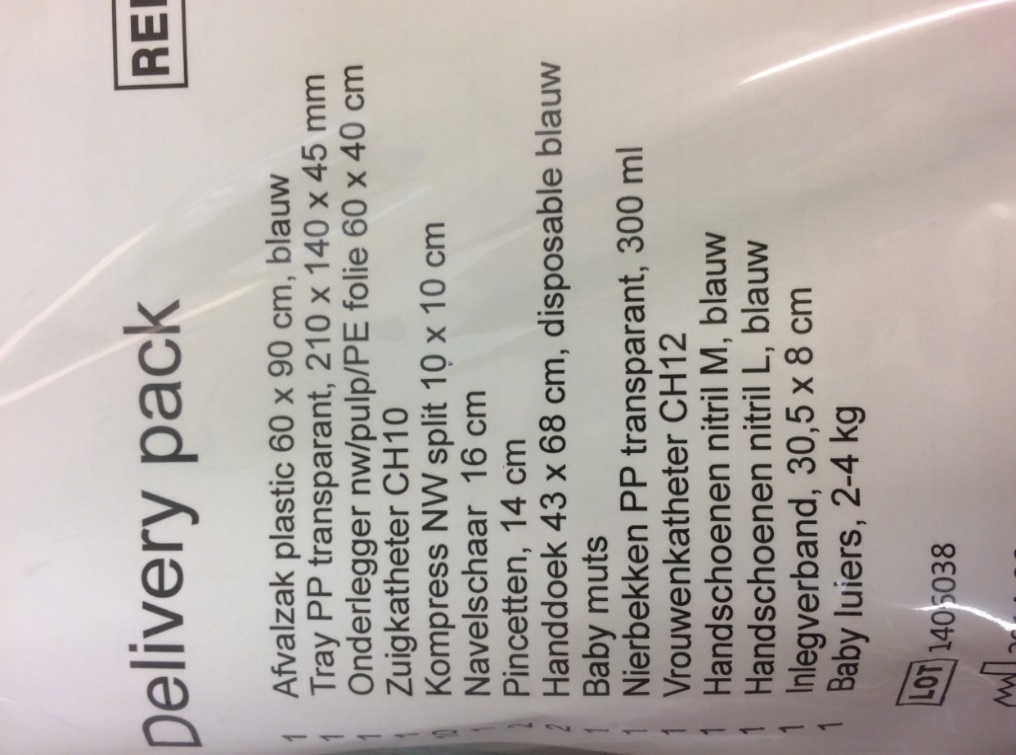 Delivery pack
1 Afvalzak plastic 60 x 90 cm, blauw
1 Tray PP transparant, 210 x 140 x 45 mm
1 Onderlegger nw/pulp/PE folie 60 x 40 cm
1 Zuigkatheter CH10
10 Kompress NW split 10 x 10 cm
1 Navelschaar 16 cm
2 Pincetten, 14 cm
2 Handdoek 43 x 68 cm, disposable blauw
1 Baby muts
1 Nierbekken PP transparant, 300 ml
1 Vrouwenkatheter CH12
1 Handschoenen nitril M, blauw
1 Handschoenen nitril L, blauw
1 Inlegverband, 30,5 x 8 cm
1 Baby luiers, 2-4 kg
LOT 1406038